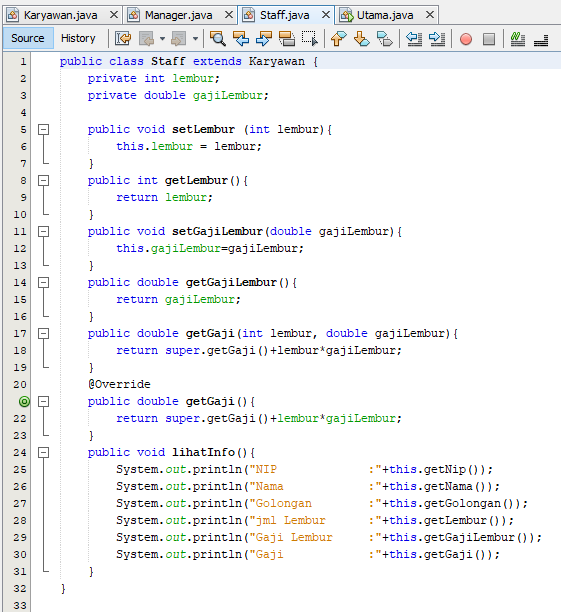 Karyawan.java Manager.java Staff.java Utama.java
Source History
1 public class Staff extends Karyawan {
2 private int lembur;
3 private double gajiLembur;
4
5 public void setLembur (int lembur){
6 this.lembur = lembur;
7 }
8 public int getLembur(){
9 return lembur;
10 }
11 public void setGajiLembur(double gajiLembur){
12 this.gajiLembur=gajiLembur;
13 }
14 public double getGajiLembur(){
15 return gajiLembur;
16 }
17 public double getGaji(int lembur, double gajiLembur){
18 return super.getGaji()+lembur*gajiLembur;
19 }
20 @Override
public double getGaji(){
22 return super.getGaji()+lembur*gajiLembur;
23 }
24 public void lihatInfo(){
25 System.out.println("NIP :"+this.getNip());
26 System.out.println("Nama :"+this.getNama());
27 System.out.println("Golongan :"+this.getGolongan());
28 System.out.println("jml Lembur :"+this.getLembur());
29 System.out.println("Gaji Lembur :"+this.getGajiLembur());
30 System.out.println("Gaji :"+this.getGaji());
31 }
32 }
33